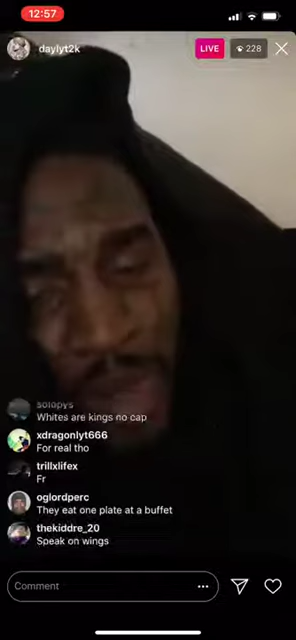 12:57
daylyt2k
LIVE
228
solopys
Whites are kings no cap
xdragonlyt666
For real tho
trillxlifex
Fr
oglordperc
They eat one plate at a buffet
thekiddre_20
Speak on wings
Comment